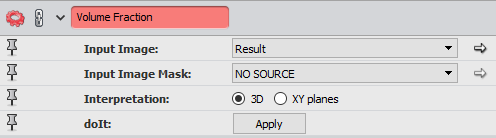 Volume Fraction
Input Image: Result
Input Image Mask: NO SOURCE
Interpretation: 3D XY planes
doIt: Apply